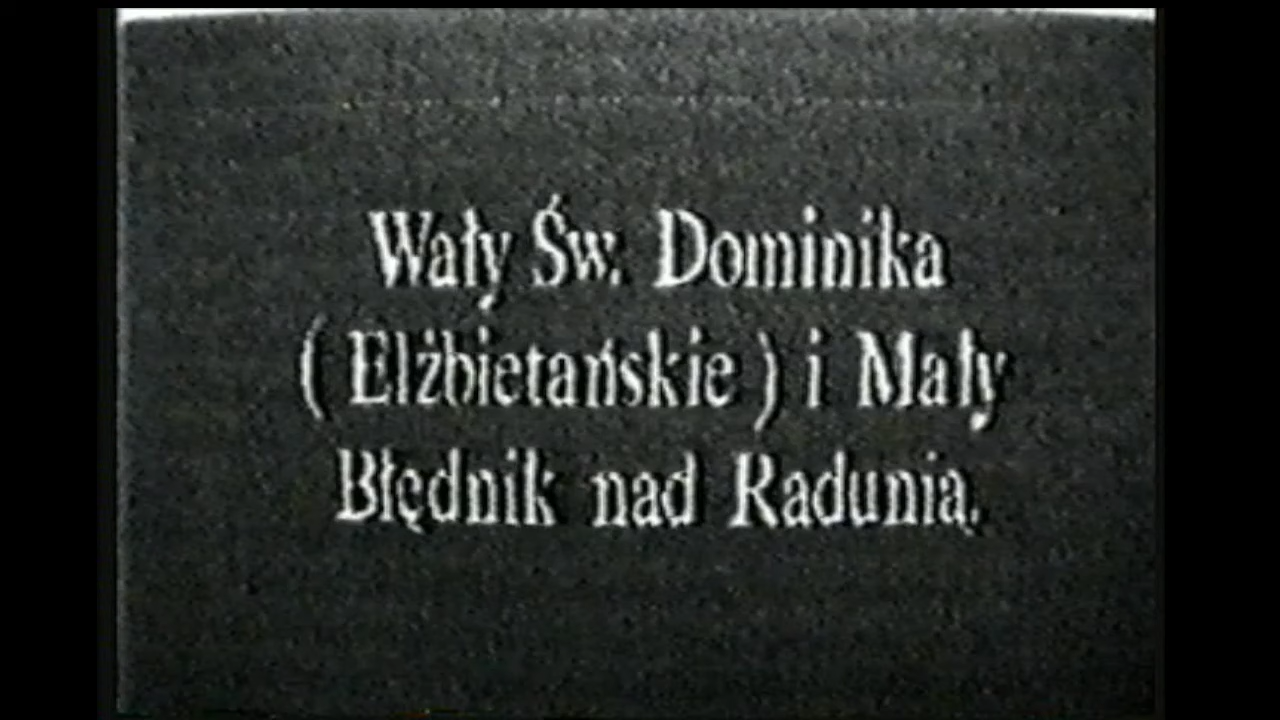 Wały Św. Dominika
( Elżbietańskie ) i Mały
Błędnik nad Radunią.